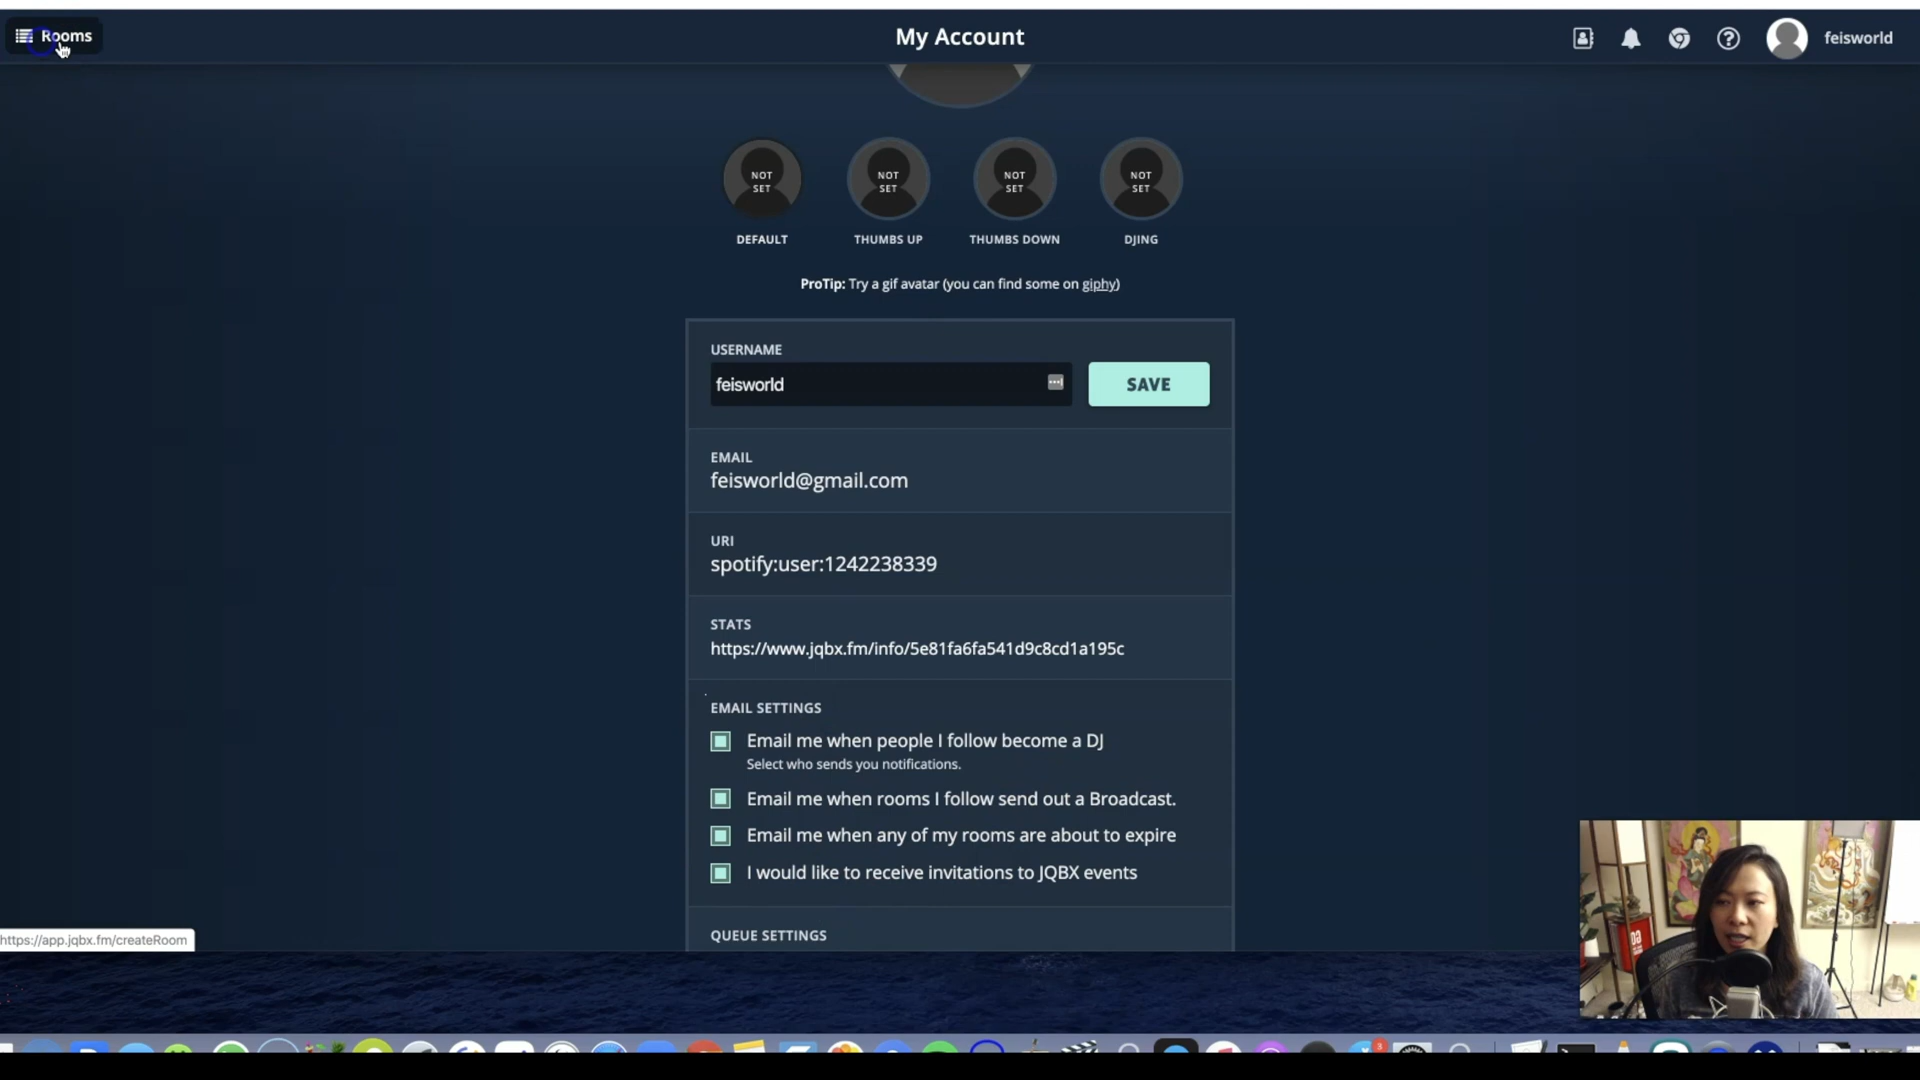 Rooms
My Account
feisworld
NOT SET
NOT SET
NOT SET
NOT SET
DEFAULT
THUMBS UP
THUMBS DOWN
DJING
ProTip: Try a gif avatar (you can find some on giphy)
USERNAME
feisworld
SAVE
EMAIL
feisworld@gmail.com
URI
spotify:user:1242238339
STATS
https://www.jqbx.fm/info/5e81fa6fa541d9c8cd1a195c
EMAIL SETTINGS
Email me when people I follow become a DJ
Select who sends you notifications.
Email me when rooms I follow send out a Broadcast.
Email me when any of my rooms are about to expire
I would like to receive invitations to JQBX events
https://app.jqbx.fm/createRoom
QUEUE SETTINGS
3